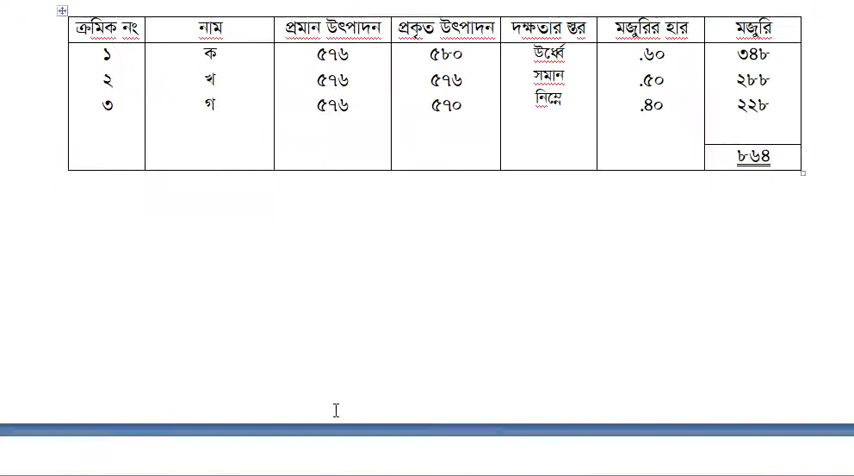 ক্রমিক নং নাম প্রমান উৎপাদন প্রকৃত উৎপাদন দক্ষতার স্তর মজুরির হার মজুরি
১ ক ৫৭৬ ৫৮০ উর্ধ্বে .৬০ ৩৪৮
২ খ ৫৭৬ ৫৭৬ সমান .৫০ ২৮৮
৩ গ ৫৭৬ ৫৭০ নিম্নে .৪০ ২২৮
৮৬৪